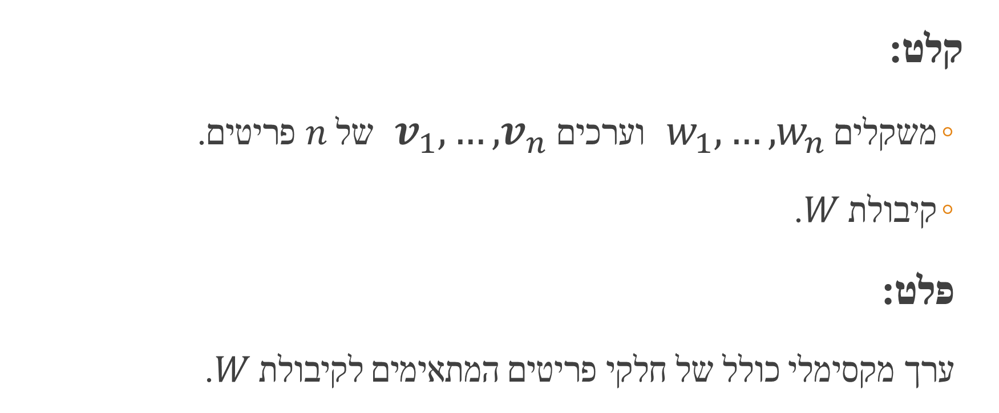 קלט:
◦ משקלים w₁, … ,wₙ וערכים v₁, … ,vₙ של n פריטים.
◦ קיבולת W.
פלט:
ערך מקסימלי כולל של חלקי פריטים המתאימים לקיבולת W.